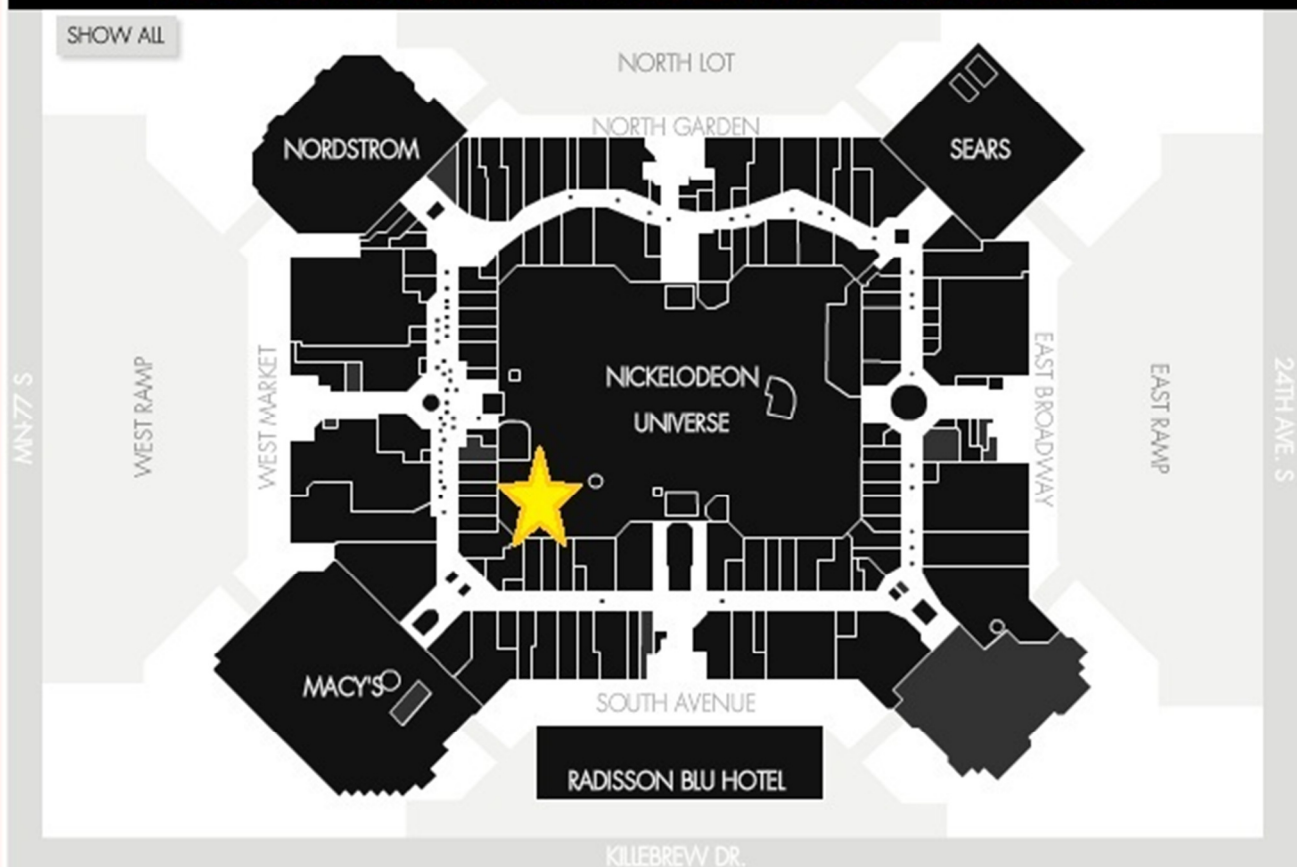 SHOW ALL
NORTH LOT
NORTH GARDEN
NORDSTROM
SEARS
MN-77 S
WEST RAMP
WEST MARKET
NICKELODEON
UNIVERSE
EAST BROADWAY
EAST RAMP
24TH AVE. S
MACY'S
SOUTH AVENUE
RADISSON BLU HOTEL
KILLEBREW DR.